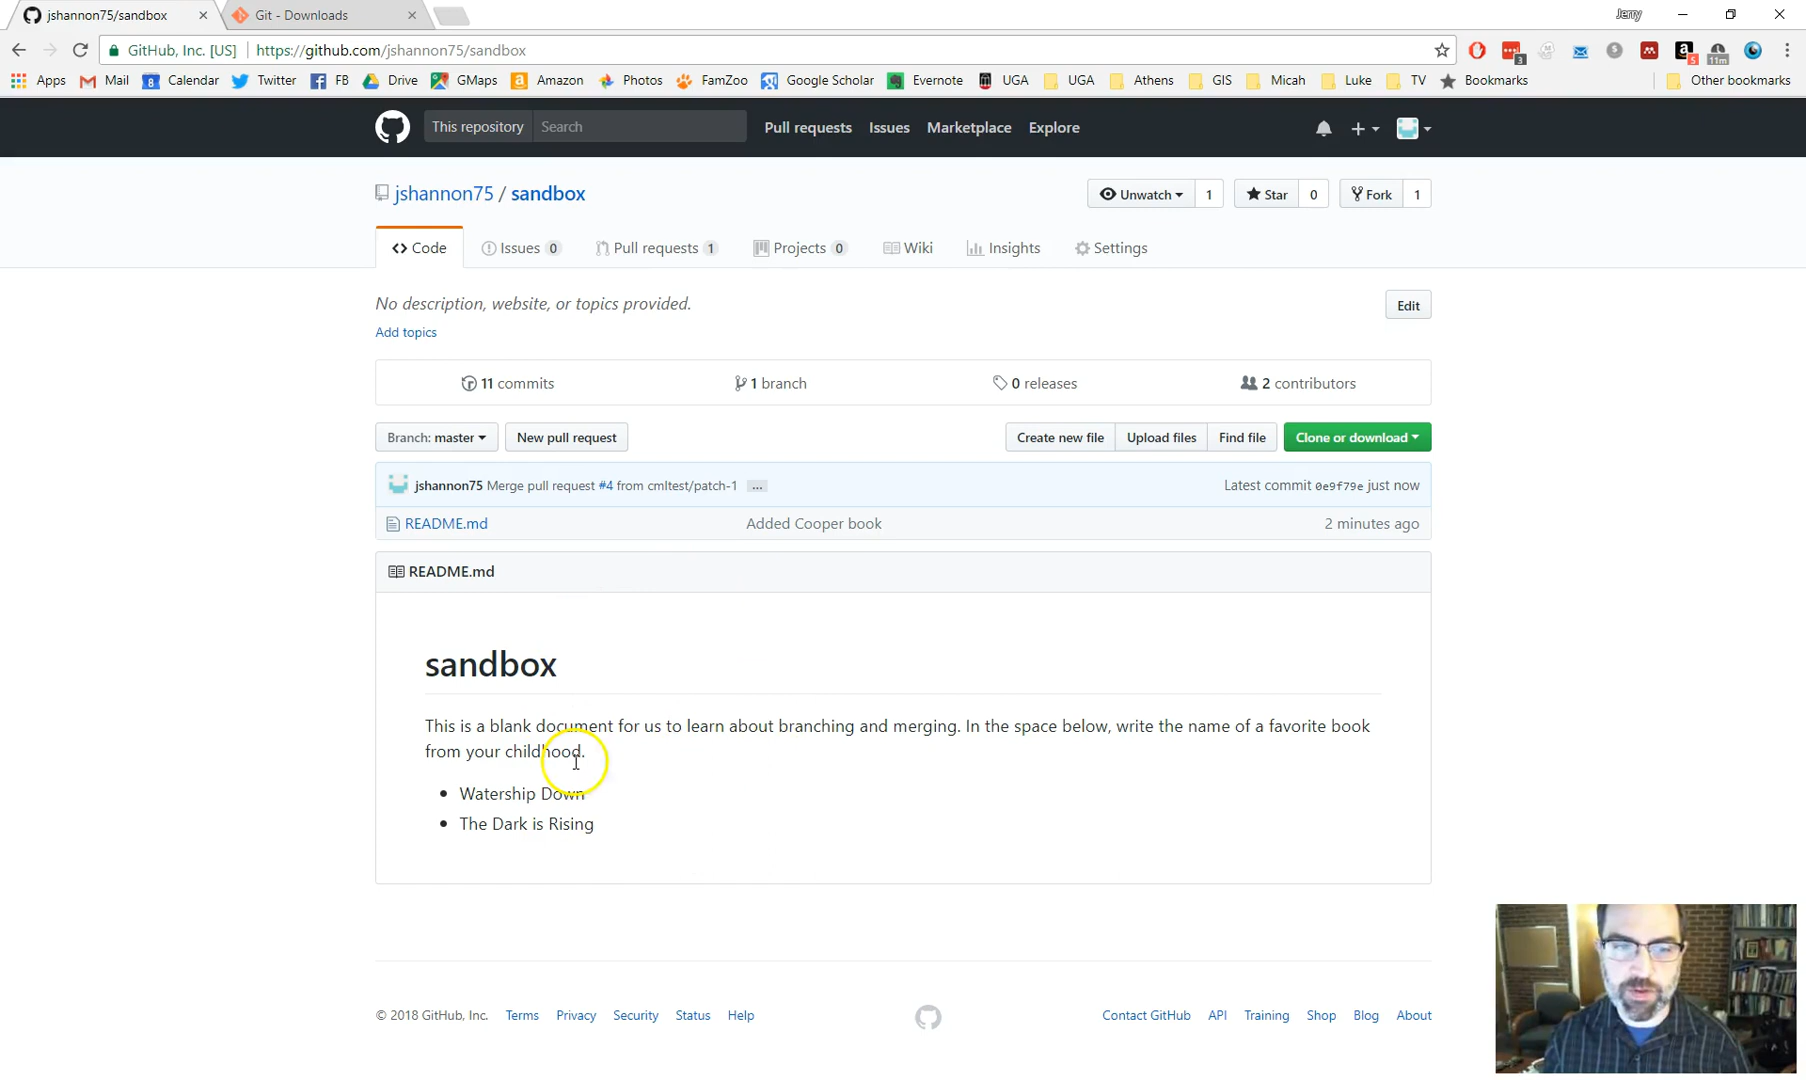 jshannon75/sandbox
Git - Downloads
Jerry
GitHub, Inc. [US] https://github.com/jshannon75/sandbox
3 5 11m
Apps Mail Calendar Twitter FB Drive GMaps Amazon Photos FamZoo Google Scholar Evernote UGA UGA Athens GIS Micah Luke TV Bookmarks Other bookmarks
This repository Search Pull requests Issues Marketplace Explore
jshannon75 / sandbox
Unwatch 1 Star 0 Fork 1
Code Issues 0 Pull requests 1 Projects 0 Wiki Insights Settings
No description, website, or topics provided.
Edit
Add topics
11 commits 1 branch 0 releases 2 contributors
Branch: master New pull request Create new file Upload files Find file Clone or download
jshannon75 Merge pull request #4 from cmltest/patch-1 ... Latest commit 0e9f79e just now
README.md Added Cooper book 2 minutes ago
README.md
sandbox
This is a blank document for us to learn about branching and merging. In the space below, write the name of a favorite book
from your childhood.
Watership Down
The Dark is Rising
© 2018 GitHub, Inc. Terms Privacy Security Status Help Contact GitHub API Training Shop Blog About